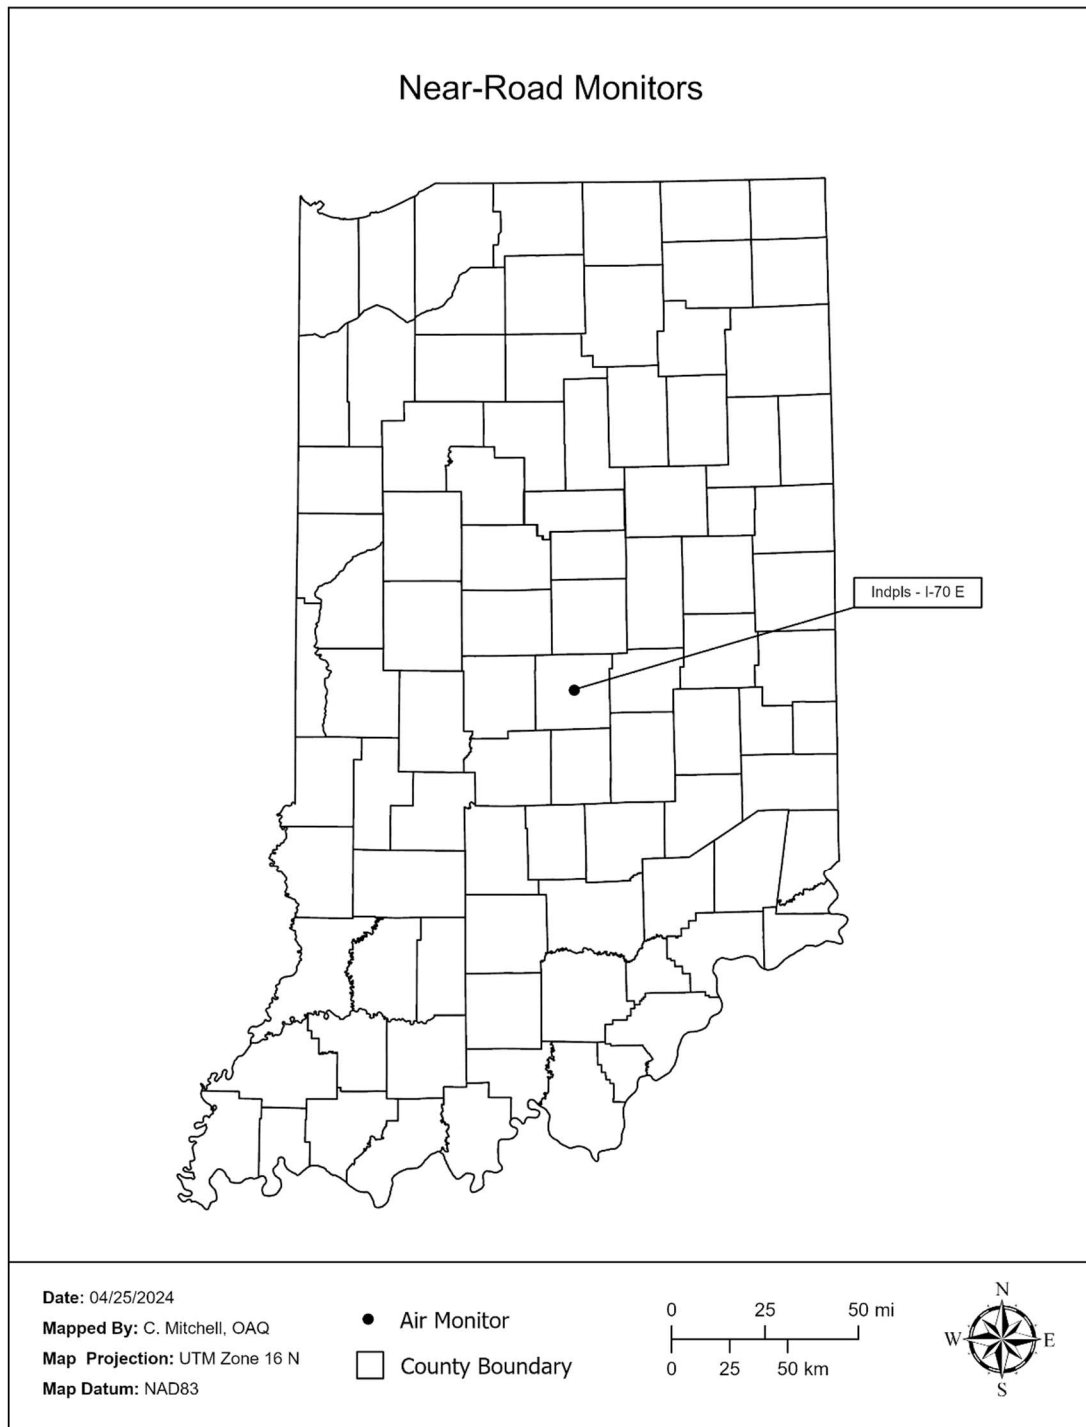 Near-Road Monitors
Indpls - I-70 E
Date: 04/25/2024
Mapped By: C. Mitchell, OAQ
Map Projection: UTM Zone 16 N
Map Datum: NAD83
Air Monitor
County Boundary
0 25 50 mi
0 25 50 km
N
W E
S